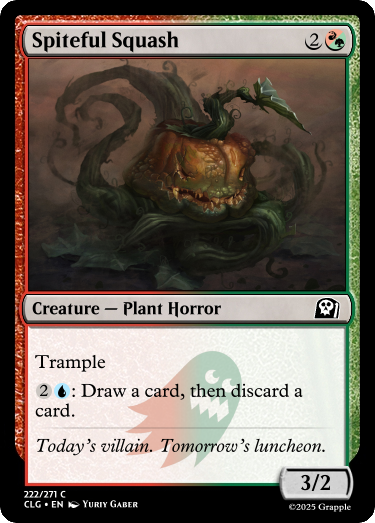 Spiteful Squash 2
Creature — Plant Horror
Trample
2: Draw a card, then discard a
card.
Today's villain. Tomorrow's luncheon.
3/2
222/271 C
CLG • EN Yuriy Gaber
©2025 Grapple